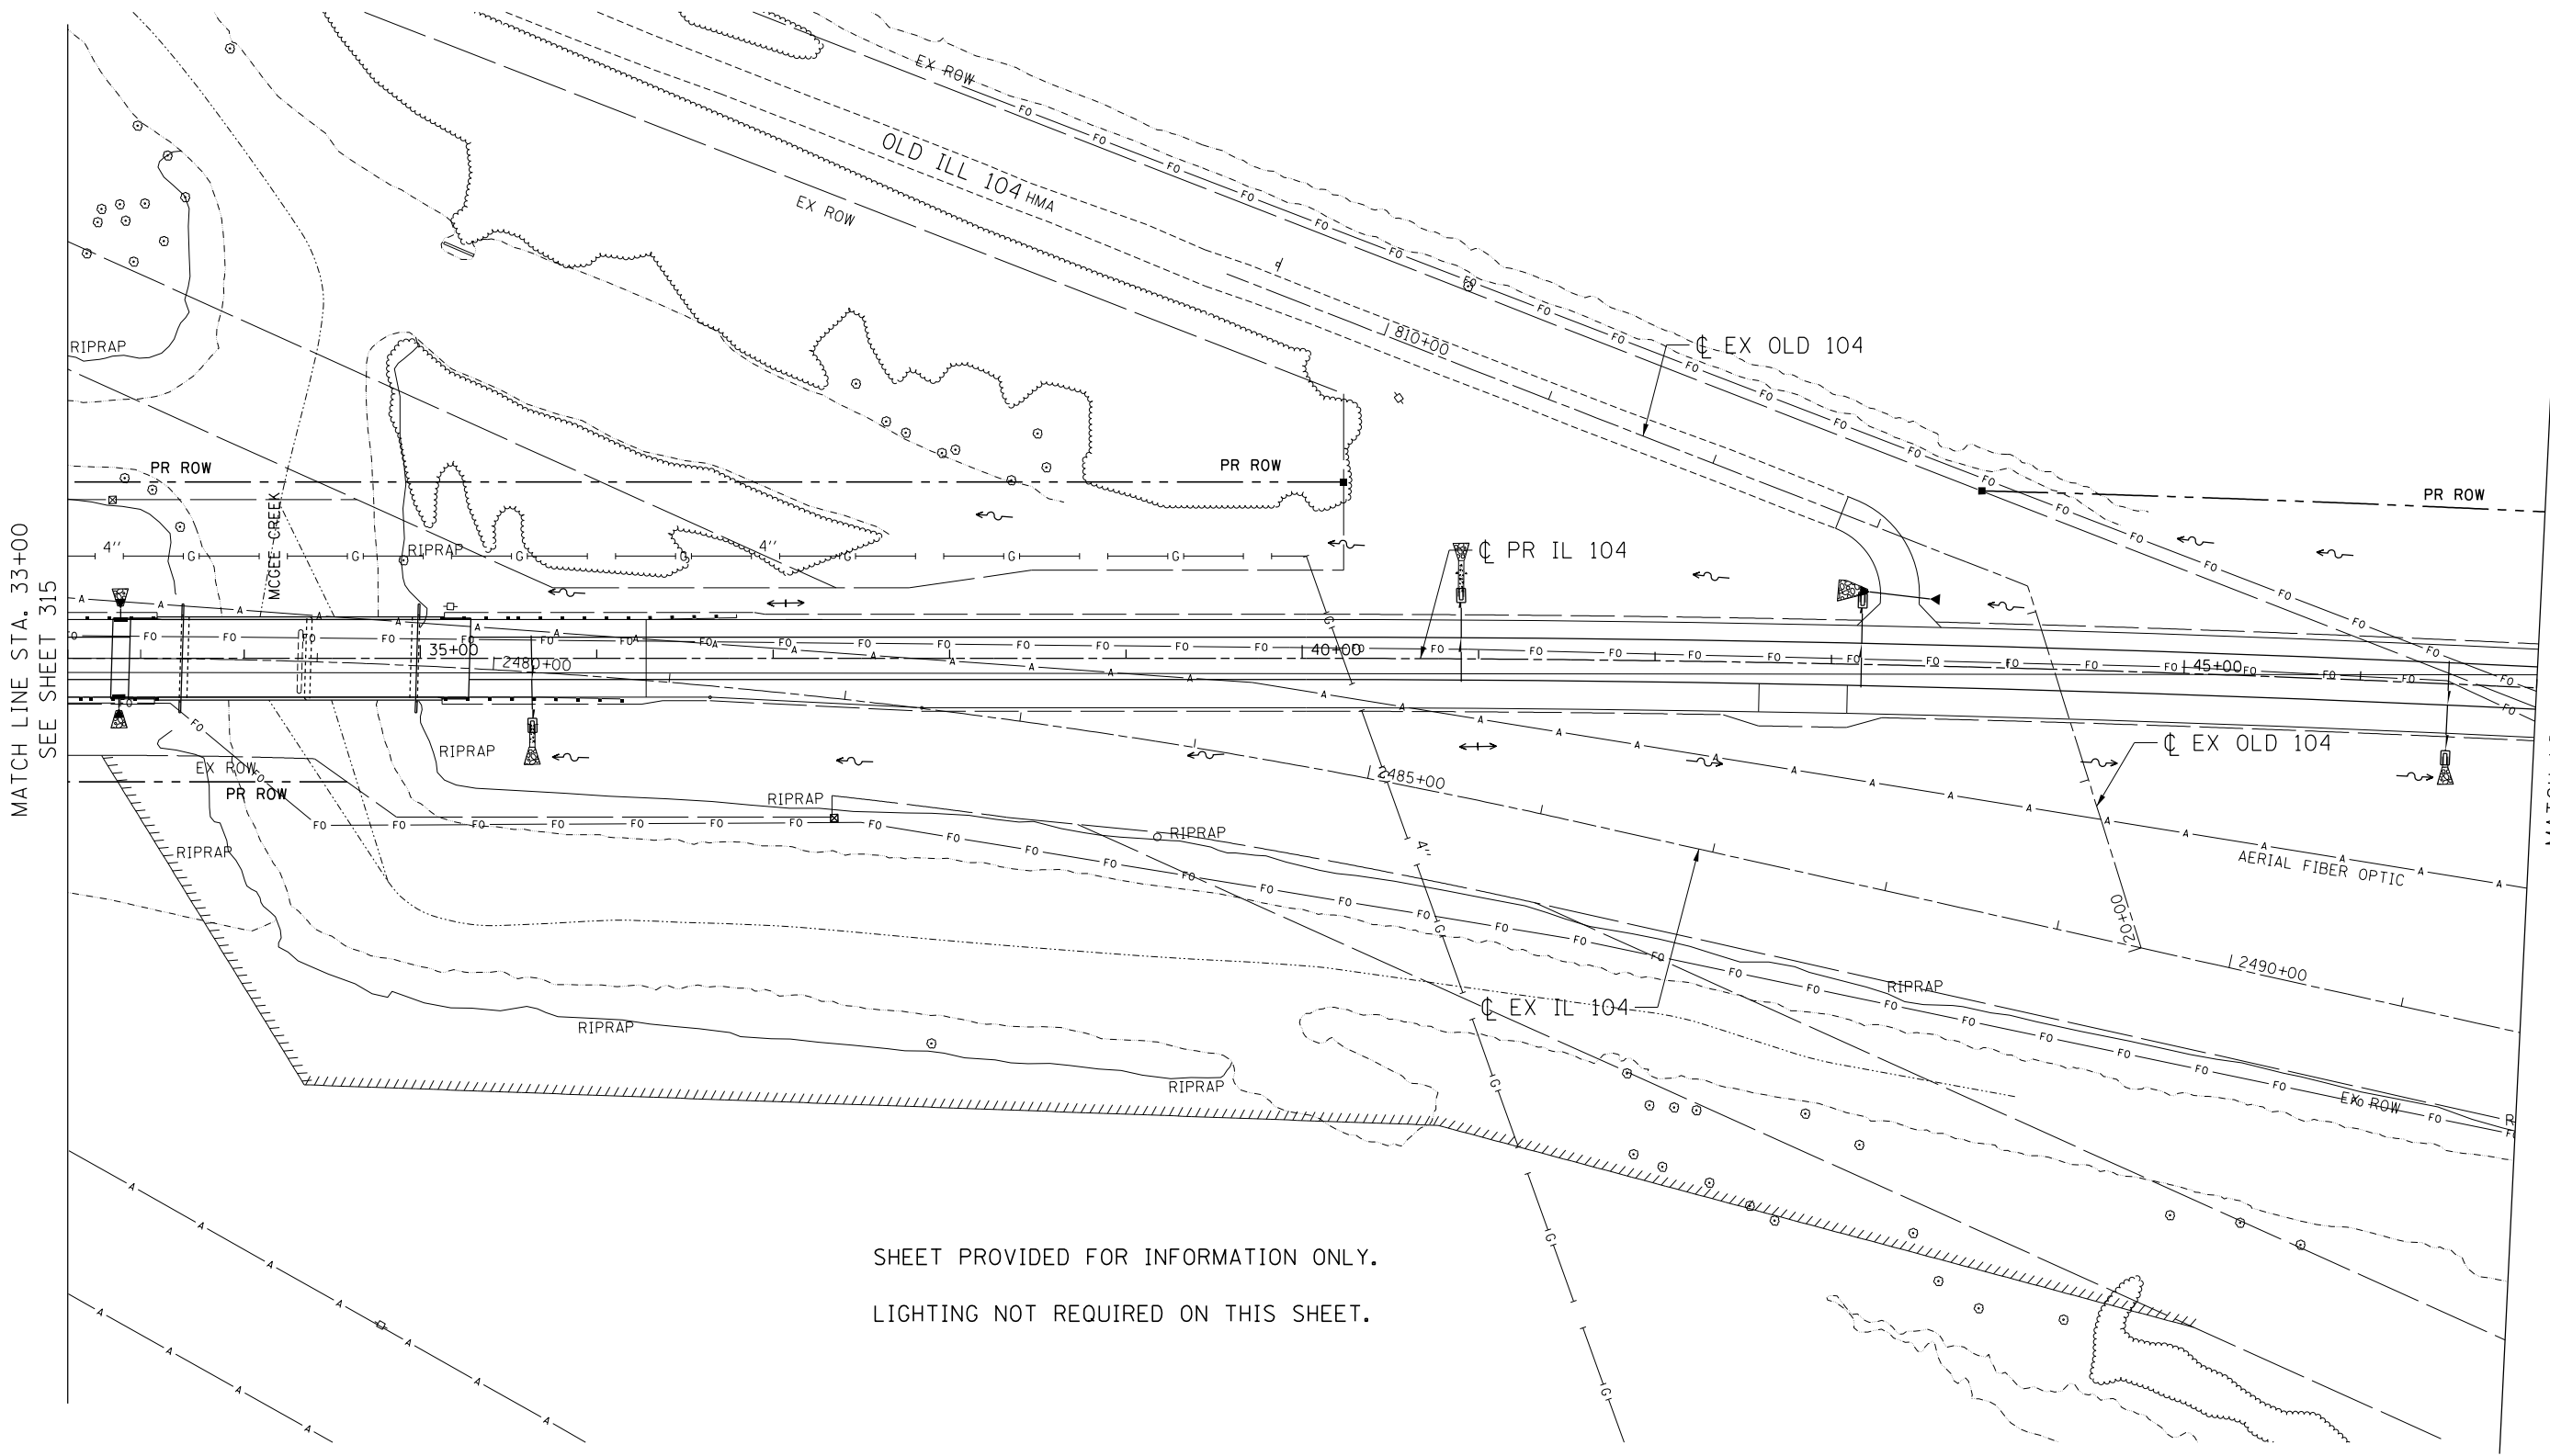 EX ROW
OLD ILL 104 HMA
EX ROW
810+00
℄ EX OLD 104
RIPRAP
PR ROW
PR ROW
PR ROW
MATCH LINE STA. 33+00
SEE SHEET 315
MCGEE CREEK
4"
RIPRAP
4"
℄ PR IL 104
35+00
2480+00
40+00
45+00
RIPRAP
℄ EX OLD 104
EX ROW
PR ROW
2485+00
RIPRAP
RIPRAP
4"
RIPRAP
AERIAL FIBER OPTIC
20+00
2490+00
RIPRAP
℄ EX IL 104
RIPRAP
RIPRAP
EX ROW
SHEET PROVIDED FOR INFORMATION ONLY.
LIGHTING NOT REQUIRED ON THIS SHEET.